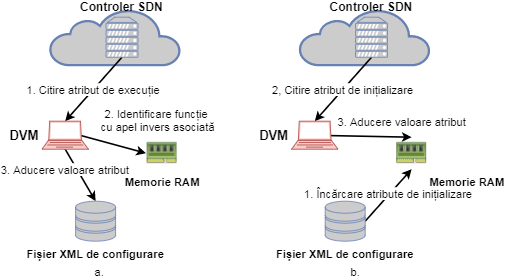 Controler SDN
1. Citire atribut de execuție
2. Identificare funcție
cu apel invers asociată
DVM
3. Aducere valoare atribut
Memorie RAM
Fișier XML de configurare
a.
Controler SDN
2, Citire atribut de inițializare
3. Aducere valoare atribut
DVM
Memorie RAM
1. Încărcare atribute de inițializare
Fișier XML de configurare
b.